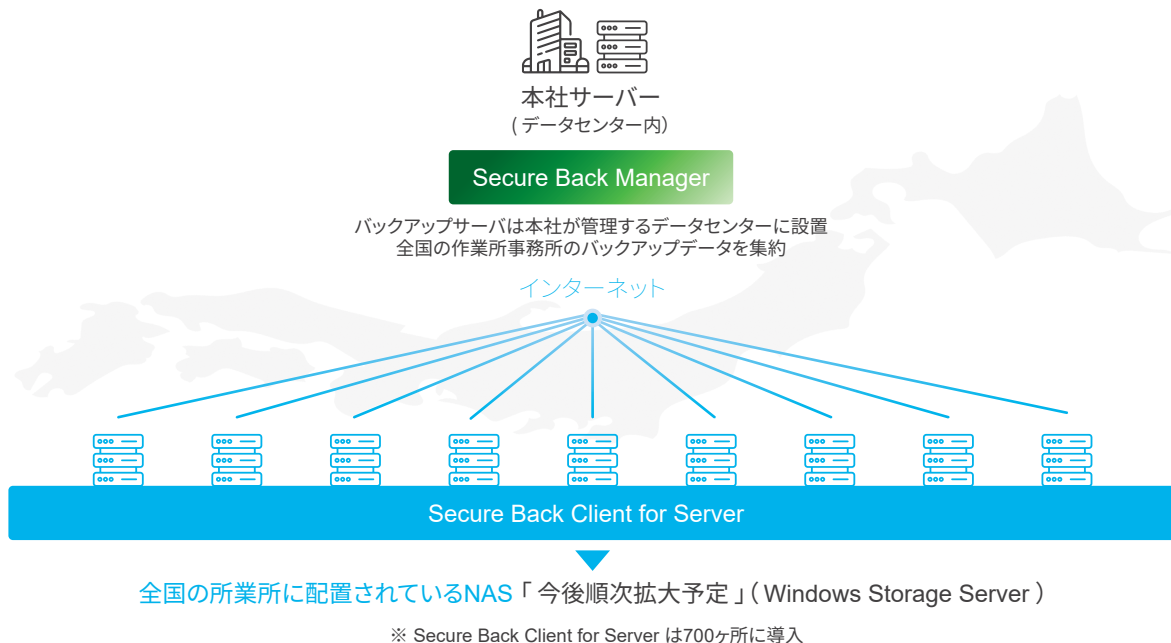 本社サーバー
( データセンター内）
Secure Back Manager
バックアップサーバは本社が管理するデータセンターに設置
全国の作業所事務所のバックアップデータを集約
インターネット
Secure Back Client for Server
全国の所業所に配置されているNAS「 今後順次拡大予定 」( Windows Storage Server )
※ Secure Back Client for Server は700ヶ所に導入